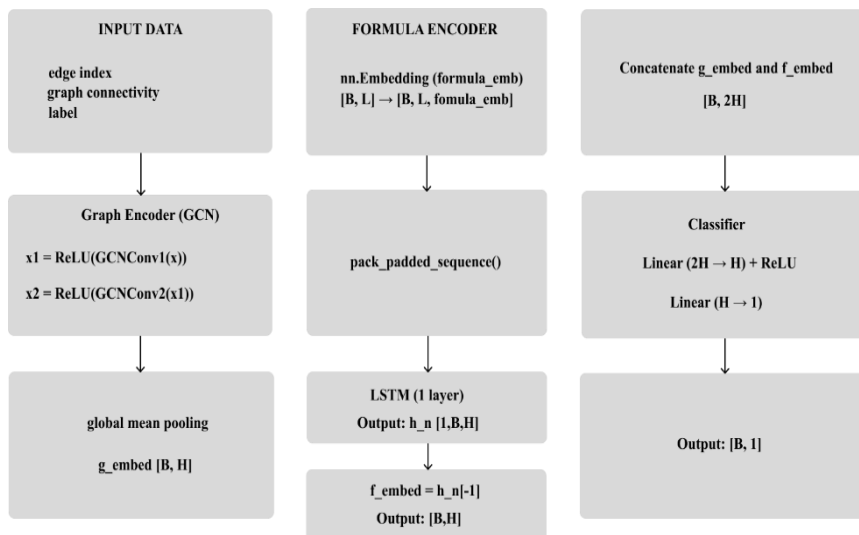 INPUT DATA
edge index
graph connectivity
label
Graph Encoder (GCN)
x1 = ReLU(GCNConv1(x))
x2 = ReLU(GCNConv2(x1))
global mean pooling
g_embed [B, H]
FORMULA ENCODER
nn.Embedding (formula_emb)
[B, L] → [B, L, fomula_emb]
pack_padded_sequence()
LSTM (1 layer)
Output: h_n [1,B,H]
f_embed = h_n[-1]
Output: [B,H]
Concatenate g_embed and f_embed
[B, 2H]
Classifier
Linear (2H → H) + ReLU
Linear (H → 1)
Output: [B, 1]